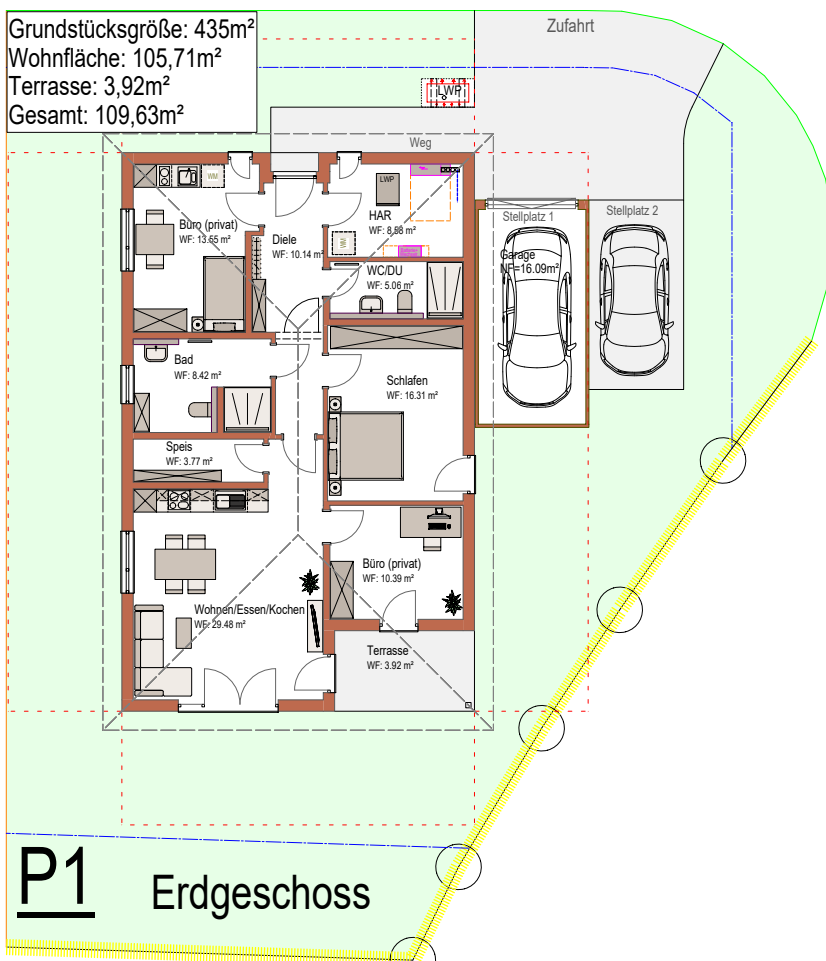 Grundstücksgröße: 435m²
Wohnfläche: 105,71m²
Terrasse: 3,92m²
Gesamt: 109,63m²
Zufahrt
LWP
Weg
WM
LWP
Büro (privat)
WF: 13.55 m²
Diele
WF: 10.14 m²
HAR
WF: 8.58 m²
WM
Stellplatz 1
Stellplatz 2
Garage
NF=16.09m²
WC/DU
WF: 5.06 m²
Bad
WF: 8.42 m²
Schlafen
WF: 16.31 m²
Speis
WF: 3.77 m²
Büro (privat)
WF: 10.39 m²
Wohnen/Essen/Kochen
WF: 29.48 m²
Terrasse
WF: 3.92 m²
P1
Erdgeschoss